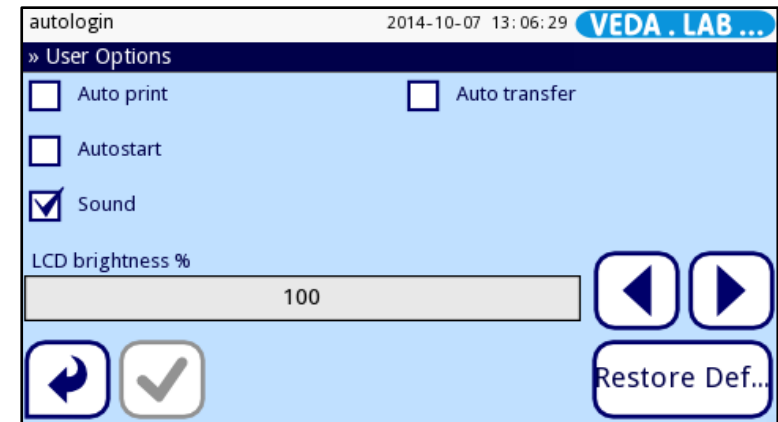 autologin 2014-10-07 13:06:29 VEDA . LAB ...
» User Options
Auto print Auto transfer
Autostart
Sound
LCD brightness %
100
Restore Def...